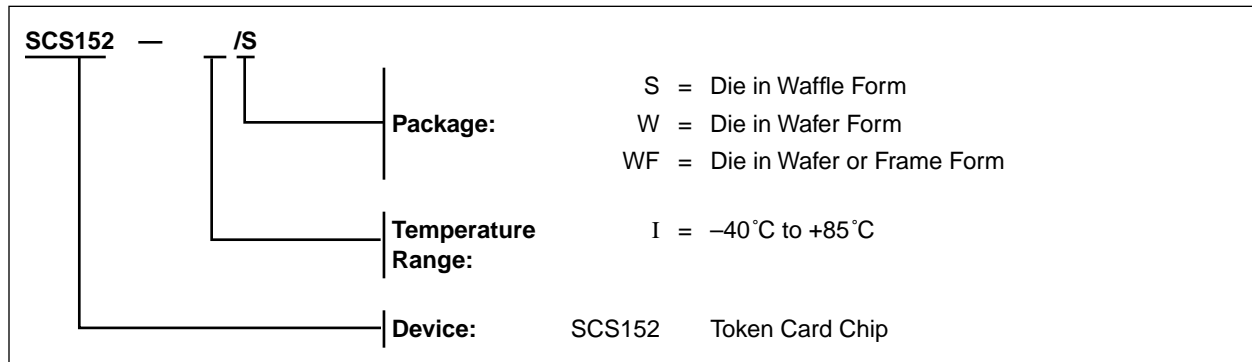 SCS152 — /S
Package:
S = Die in Waffle Form
W = Die in Wafer Form
WF = Die in Wafer or Frame Form
Temperature Range:
I = –40˚C to +85˚C
Device: SCS152 Token Card Chip